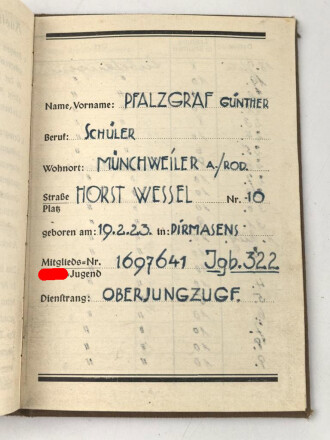 Name, Vorname: PFALZGRAF GÜNTHER
Beruf: SCHÜLER
Wohnort: MÜNCHWEILER A./ROD.
Straße
Platz HORST WESSEL Nr. 10
geboren am: 19.2.23. in: PIRMASENS
Mitglieds=Nr. 1697641 Jgb. 322
Jugend
Dienstrang: OBERJUNGZUGF.